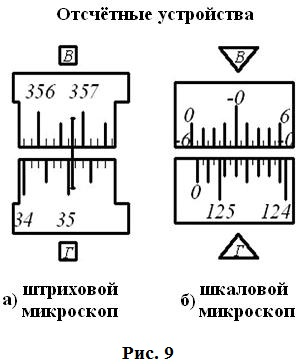 Отсчётные устройства
В В
356 357 0 -0 6
-6 -0
34 35 0 125 124
Г Г
а) штриховой микроскоп б) шкаловой микроскоп
Рис. 9